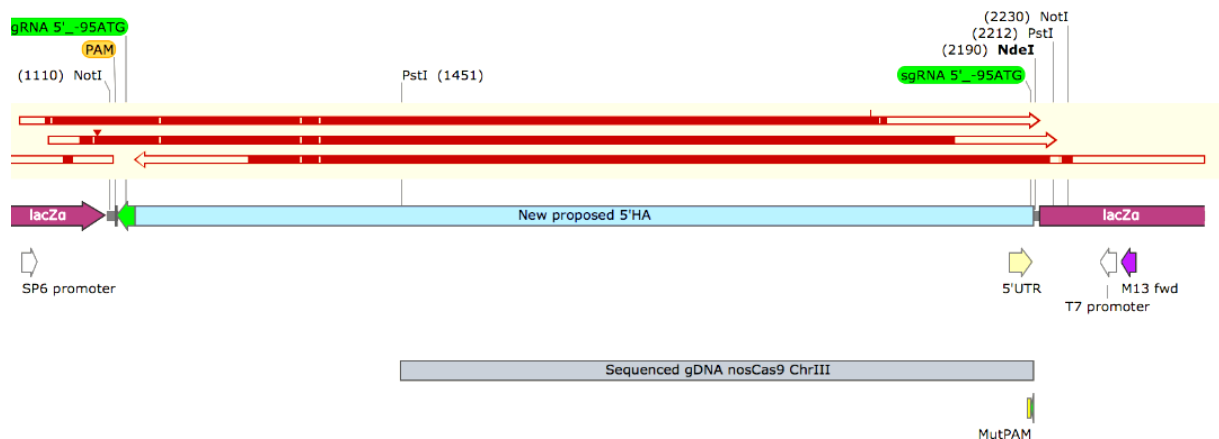 (2230) NotI
gRNA 5'_-95ATG
(2212) PstI
PAM
(2190) NdeI
(1110) NotI
PstI (1451)
sgRNA 5'_-95ATG
lacZα
New proposed 5'HA
lacZα
SP6 promoter
5'UTR
M13 fwd
T7 promoter
Sequenced gDNA nosCas9 ChrIII
MutPAM